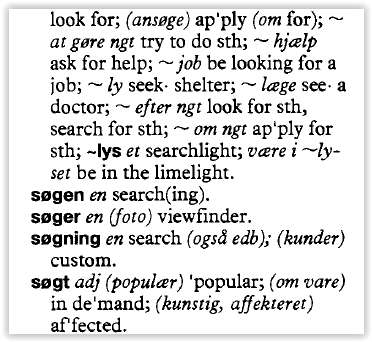 look for; (ansøge) ap'ply (om for); ~
at gøre ngt try to do sth; ~ hjælp
ask for help; ~ job be looking for a
job; ~ ly seek· shelter; ~ læge see· a
doctor; ~ efter ngt look for sth,
search for sth; ~ om ngt ap'ply for
sth; ~lys et searchlight; være i ~ly-
set be in the limelight.
søgen en search(ing).
søger en (foto) viewfinder.
søgning en search (også edb); (kunder)
custom.
søgt adj (populær) 'popular; (om vare)
in de'mand; (kunstig, affekteret)
af'fected.